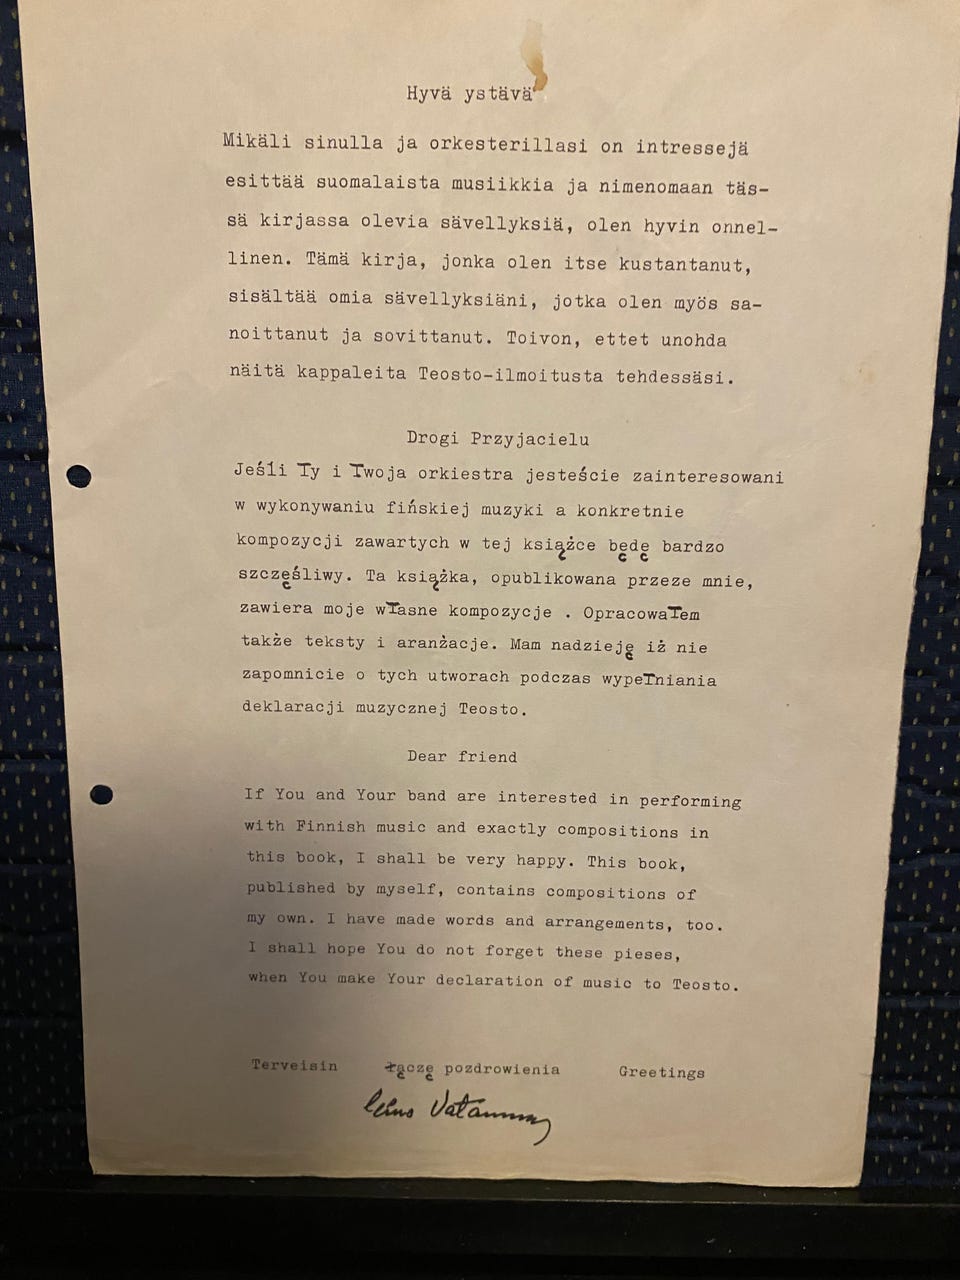 Hyvä ystävä
Mikäli sinulla ja orkesterillasi on intressejä
esittää suomalaista musiikkia ja nimenomaan täs-
sä kirjassa olevia sävellyksiä, olen hyvin onnel-
linen. Tämä kirja, jonka olen itse kustantanut,
sisältää omia sävellyksiäni, jotka olen myös sa-
noittanut ja sovittanut. Toivon, ettet unohda
näitä kappaleita Teosto-ilmoitusta tehdessäsi.
Drogi Przyjacielu
Jeśli Ty i Twoja orkiestra jesteście zainteresowani
w wykonywaniu fińskiej muzyki a konkretnie
kompozycji zawartych w tej książce będę bardzo
szczęśliwy. Ta książka, opublikowana przeze mnie,
zawiera moje własne kompozycje . Opracowałem
także teksty i aranżacje. Mam nadzieję iż nie
zapomnicie o tych utworach podczas wypełniania
deklaracji muzycznej Teosto.
Dear friend
If You and Your band are interested in performing
with Finnish music and exactly compositions in
this book, I shall be very happy. This book,
published by myself, contains compositions of
my own. I have made words and arrangements, too.
I shall hope You do not forget these pieses,
when You make Your declaration of music to Teosto.
Terveisin łączę pozdrowienia Greetings
Vatanen